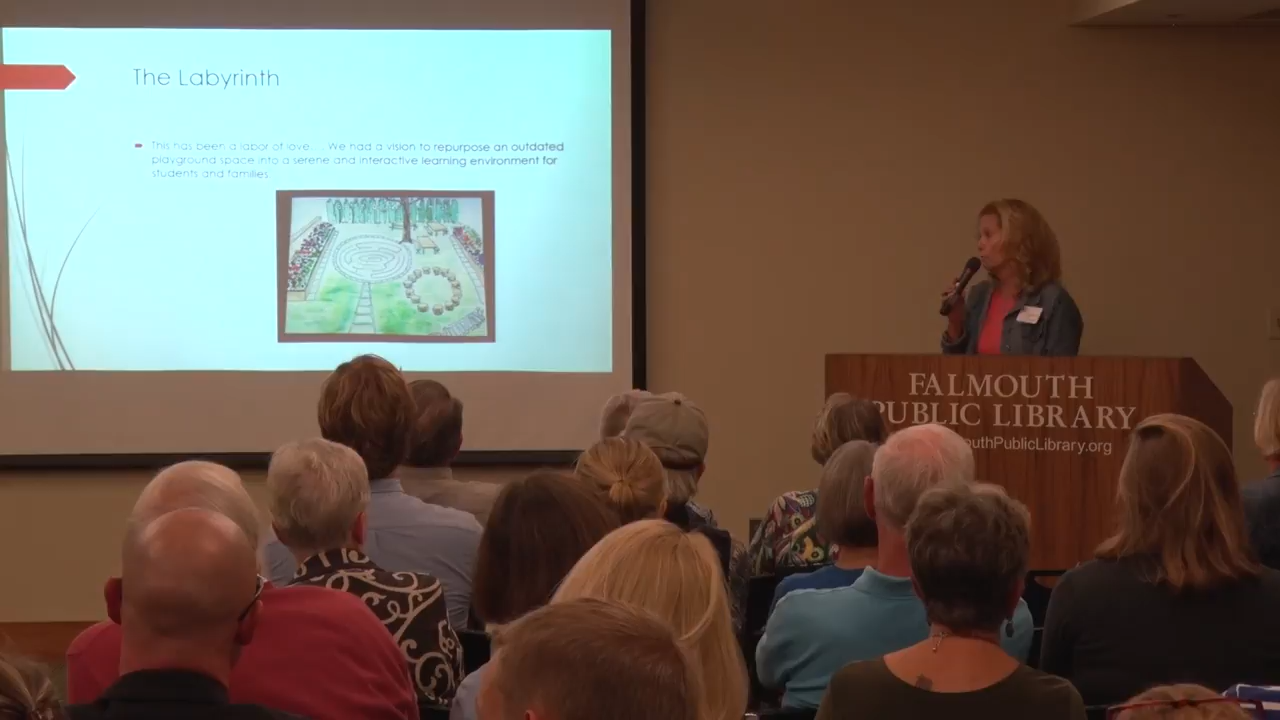 The Labyrinth
This has been a labor of love... We had a vision to repurpose an outdated
playground space into a serene and interactive learning environment for
students and families
FALMOUTH
PUBLIC LIBRARY
outhPublicLibrary.org